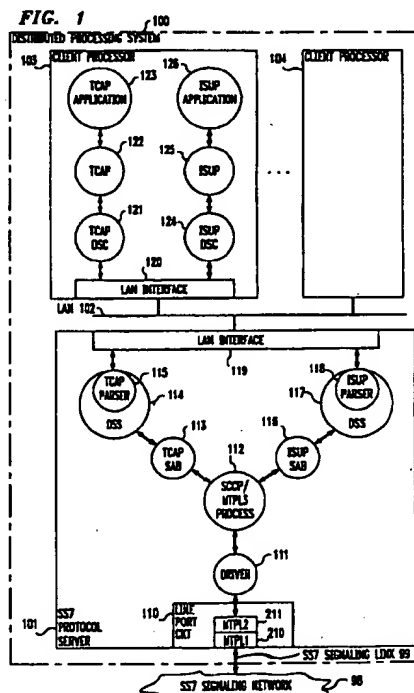 FIG. 1
100
DISTRIBUTED PROCESSING SYSTEM
103
CLIENT PROCESSOR
123
TCAP
APPLICATION
126
ISUP
APPLICATION
104
CLIENT PROCESSOR
122
TCAP
125
ISUP
...
121
TCAP
DSC
124
ISUP
DSC
120
LAN INTERFACE
LAN 102
LAN INTERFACE
119
TCAP
PARSER
115
114
DSS
118
ISUP
PARSER
117
DSS
113
TCAP
SAB
112
116
ISUP
SAB
SCCP/
MTPL3
PROCESS
111
DRIVER
110
LINE
PORT
CKT
211
MTPL2
MTPL1
210
101
SS7
PROTOCOL
SERVER
SS7 SIGNALING LINK 99
SS7 SIGNALING NETWORK
98